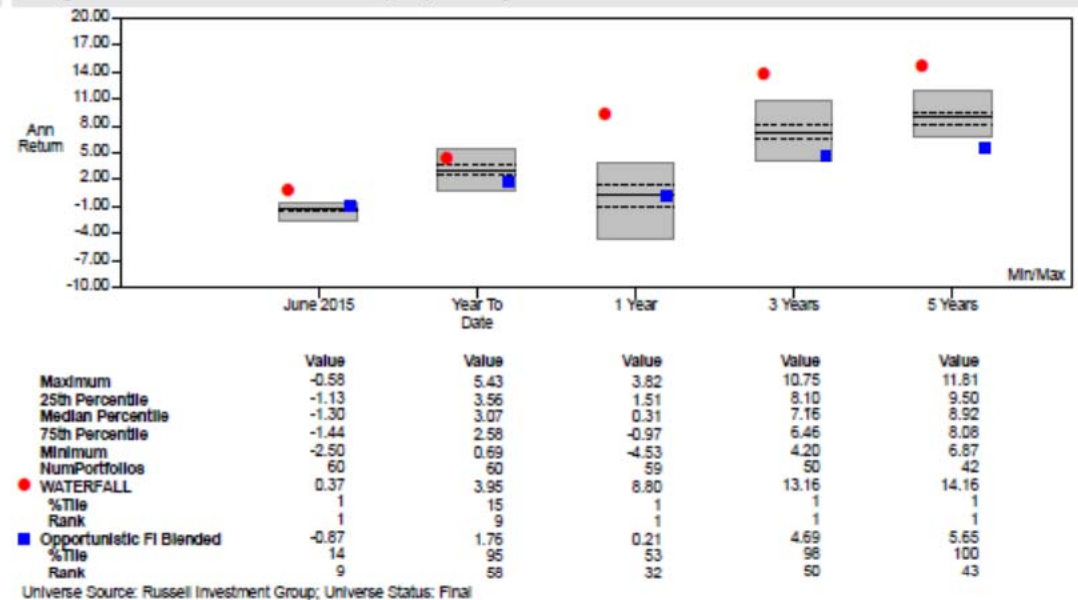 20.00
17.00
14.00
11.00
8.00
5.00
2.00
-1.00
-4.00
-7.00
-10.00
Ann
Return
Min/Max
June 2015 Year To Date 1 Year 3 Years 5 Years
Value Value Value Value Value
Maximum -0.58 5.43 3.82 10.75 11.81
25th Percentile -1.13 3.56 1.51 8.10 9.50
Median Percentile -1.30 3.07 0.31 7.16 8.92
75th Percentile -1.44 2.58 -0.97 6.46 8.08
Minimum -2.50 0.69 -4.53 4.20 6.87
NumPortfolios 60 60 59 50 42
WATERFALL 0.37 3.95 8.80 13.16 14.16
%Tile 1 15 1 1 1
Rank 1 9 1 1 1
Opportunistic FI Blended -0.87 1.76 0.21 4.69 5.65
%Tile 14 95 53 98 100
Rank 9 58 32 50 43
Universe Source: Russell Investment Group; Universe Status: Final